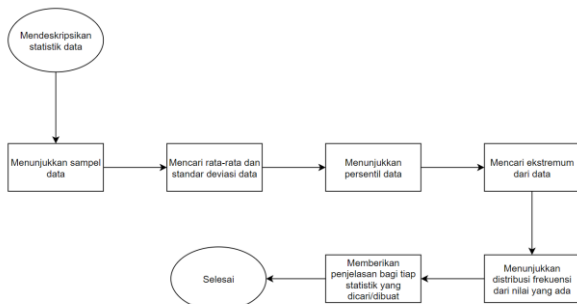 Mendeskripsikan
statistik data
Menunjukkan sampel
data
Mencari rata-rata dan
standar deviasi data
Menunjukkan
persentil data
Mencari ekstremum
dari data
Menunjukkan
distribusi frekuensi
dari nilai yang ada
Memberikan
penjelasan bagi tiap
statistik yang
dicari/dibuat
Selesai